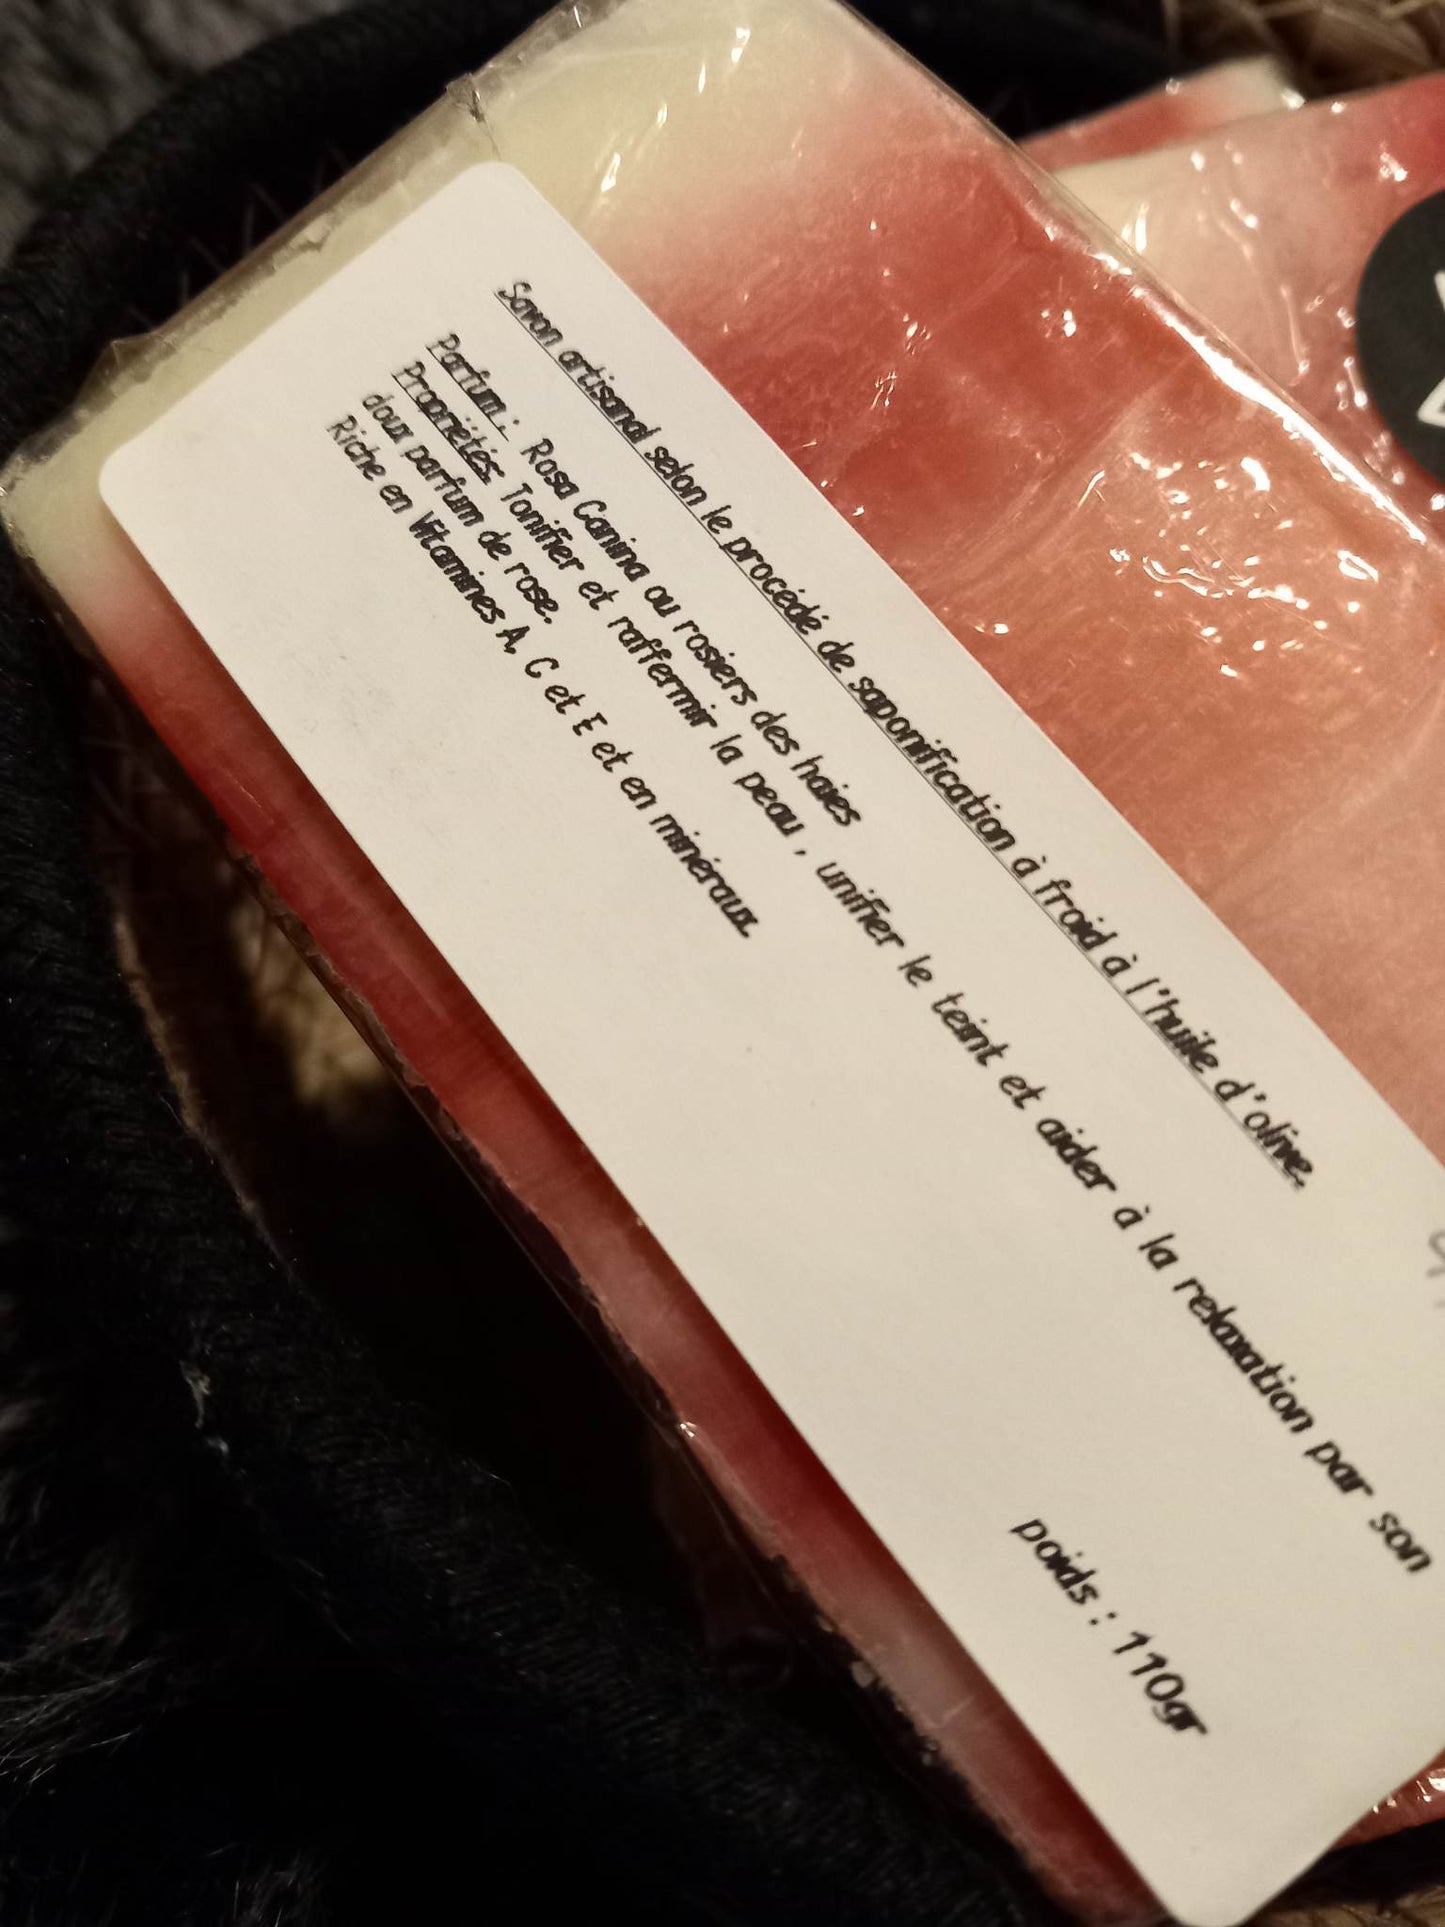 Savon artisanal selon le procédé de saponification à froid à l'huile d'olive.
Parfum : Rosa Canina ou rosiers des haies
Propriétés: Tonifier et raffermir la peau , unifier le teint et aider à la relaxation par son
doux parfum de rose.
Riche en Vitamines A, C et E et en minéraux.
poids : 110gr